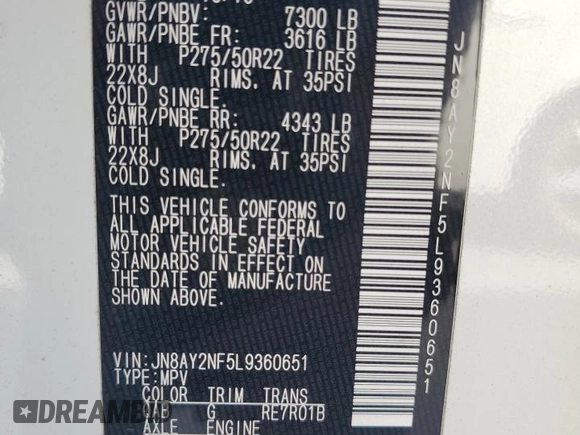 GVWR/PNBV: 7300 LB
GAWR/PNBE FR: 3616 LB
WITH P275/50R22 TIRES
22X8J RIMS, AT 35PSI
COLD SINGLE.
GAWR/PNBE RR: 4343 LB
WITH P275/50R22 TIRES
22X8J RIMS, AT 35PSI
COLD SINGLE.
THIS VEHICLE CONFORMS TO
ALL APPLICABLE FEDERAL
MOTOR VEHICLE SAFETY
STANDARDS IN EFFECT ON
THE DATE OF MANUFACTURE
SHOWN ABOVE.
VIN:JN8AY2NF5L9360651
TYPE:MPV
COLOR TRIM TRANS
G RE7R01B
AXLE ENGINE
JN8AY2NF5L9360651